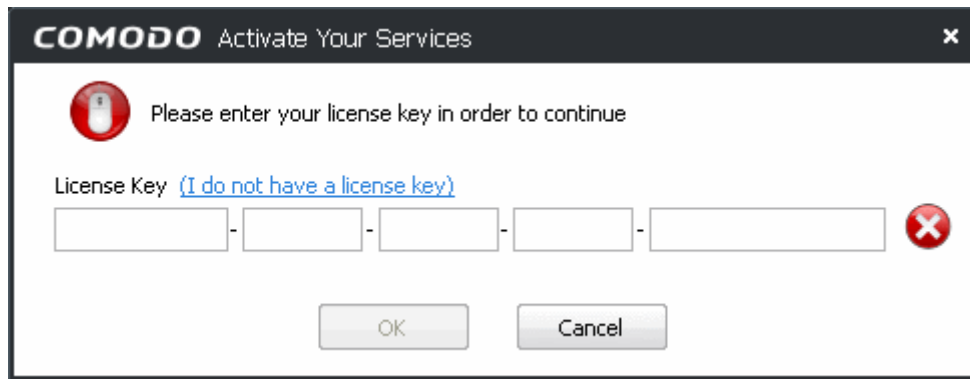 COMODO Activate Your Services
Please enter your license key in order to continue
License Key (I do not have a license key)
- - - -
OK Cancel